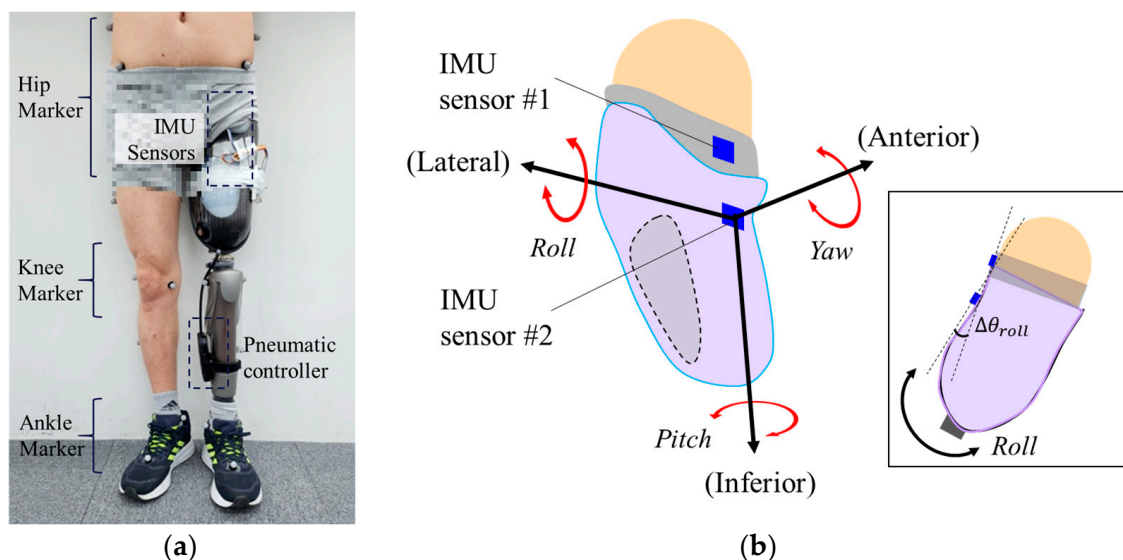 Hip
Marker
IMU
Sensors
Knee
Marker
Pneumatic
controller
Ankle
Marker
(a)
IMU
sensor #1
(Lateral)
(Anterior)
Roll
Yaw
IMU
sensor #2
Pitch
(Inferior)
Δθroll
Roll
(b)